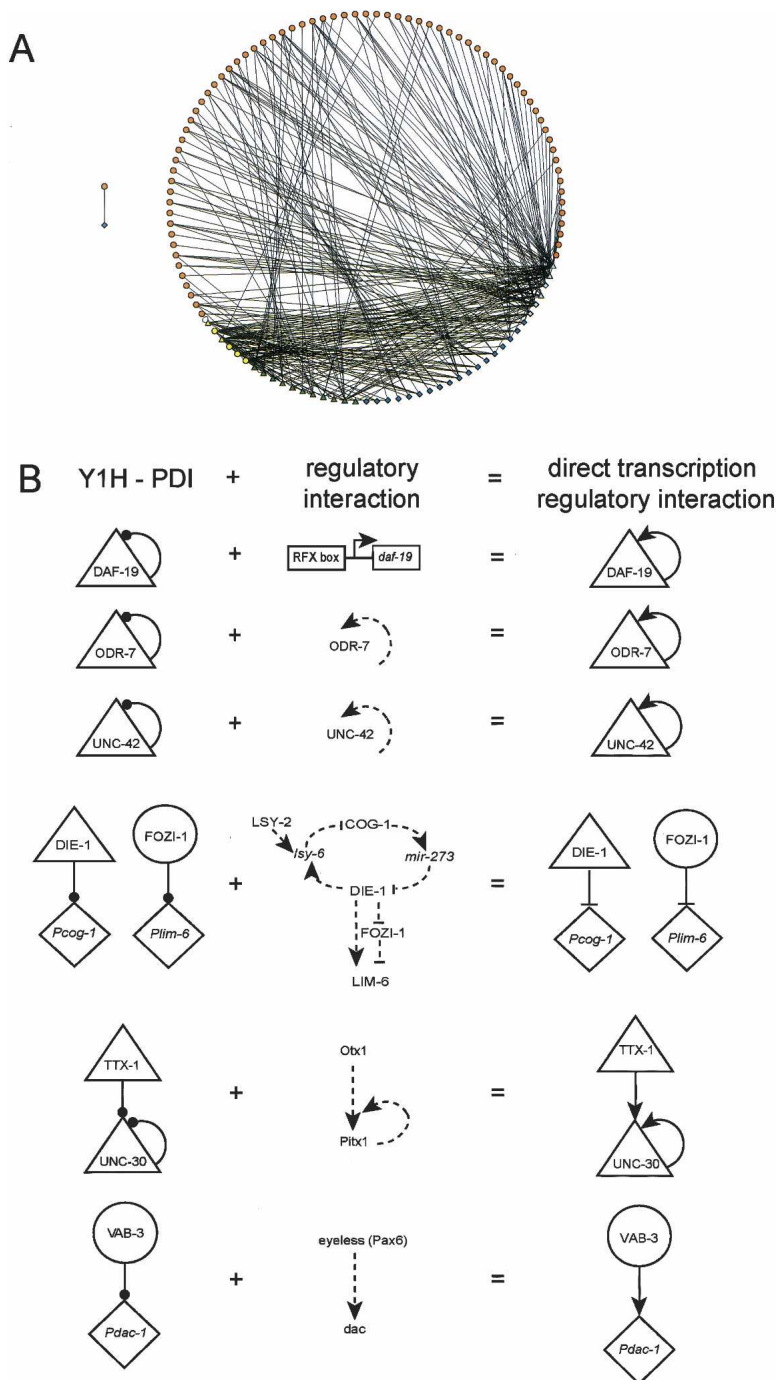 A
B
Y1H - PDI + regulatory interaction = direct transcription regulatory interaction
DAF-19 + RFX box daf-19 = DAF-19
ODR-7 + ODR-7 = ODR-7
UNC-42 + UNC-42 = UNC-42
DIE-1 FOZI-1 LSY-2 COG-1 DIE-1 FOZI-1
lsy-6 mir-273
+ =
DIE-1
Pcog-1 Plim-6 FOZI-1 Pcog-1 Plim-6
LIM-6
TTX-1 Otx1 TTX-1
+ =
UNC-30 Pitx1 UNC-30
VAB-3 eyeless (Pax6) VAB-3
+ =
Pdac-1 dac Pdac-1